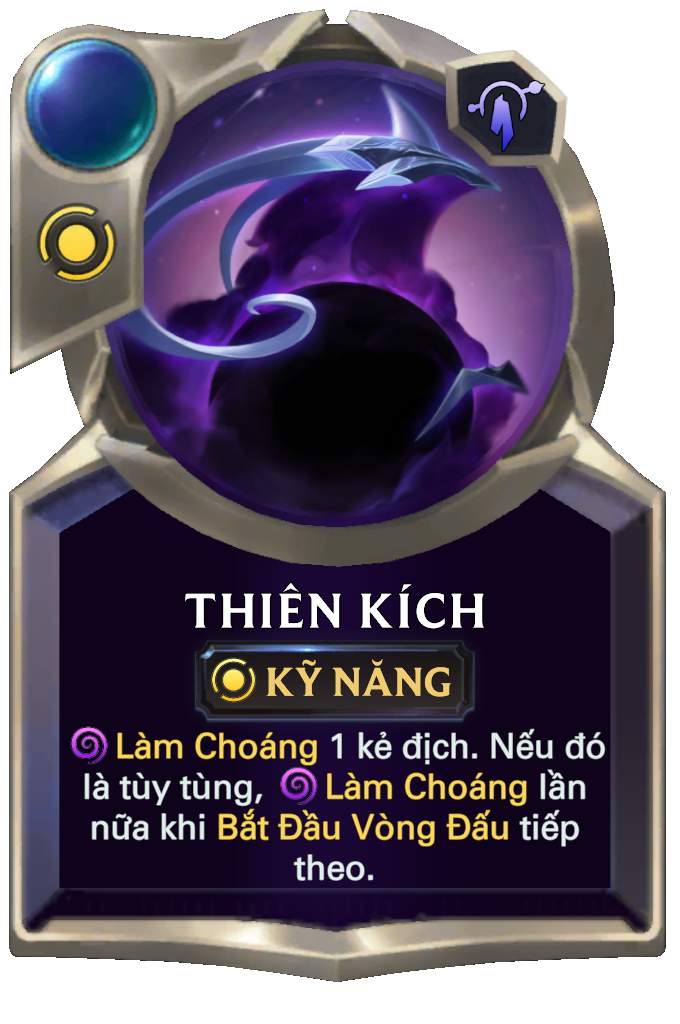 THIÊN KÍCH
KỸ NĂNG
Làm Choáng 1 kẻ địch. Nếu đó
là tùy tùng, Làm Choáng lần
nữa khi Bắt Đầu Vòng Đấu tiếp
theo.